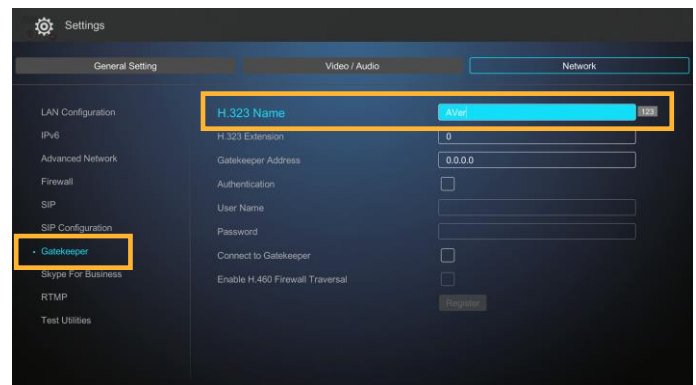 Settings
General Setting
Video / Audio
Network
LAN Configuration
IPv6
Advanced Network
Firewall
SIP
SIP Configuration
Gatekeeper
Skype For Business
RTMP
Test Utilities
H.323 Name AVer 123
H.323 Extension 0
Gatekeeper Address 0.0.0.0
Authentication
User Name
Password
Connect to Gatekeeper
Enable H.460 Firewall Traversal
Register